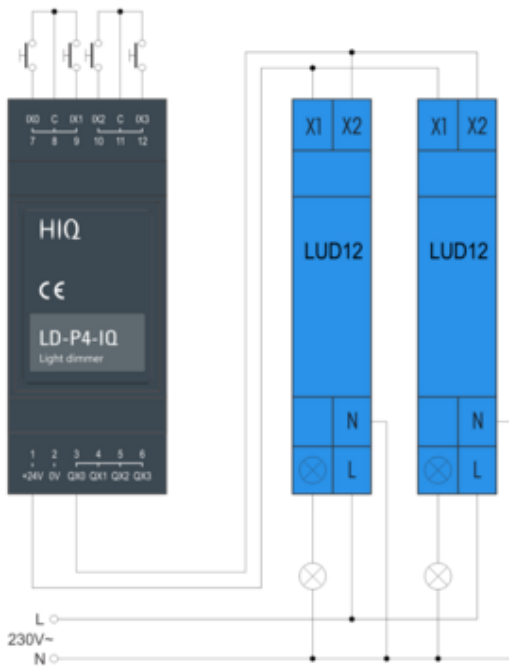 IX0 C IX1 IX2 C IX3
7 8 9 10 11 12
HIQ
CE
LD-P4-IQ
Light dimmer
1 2 3 4 5 6
+24V 0V QX0 QX1 QX2 QX3
X1 X2
LUD12
N
L
X1 X2
LUD12
N
L
L
230V~
N